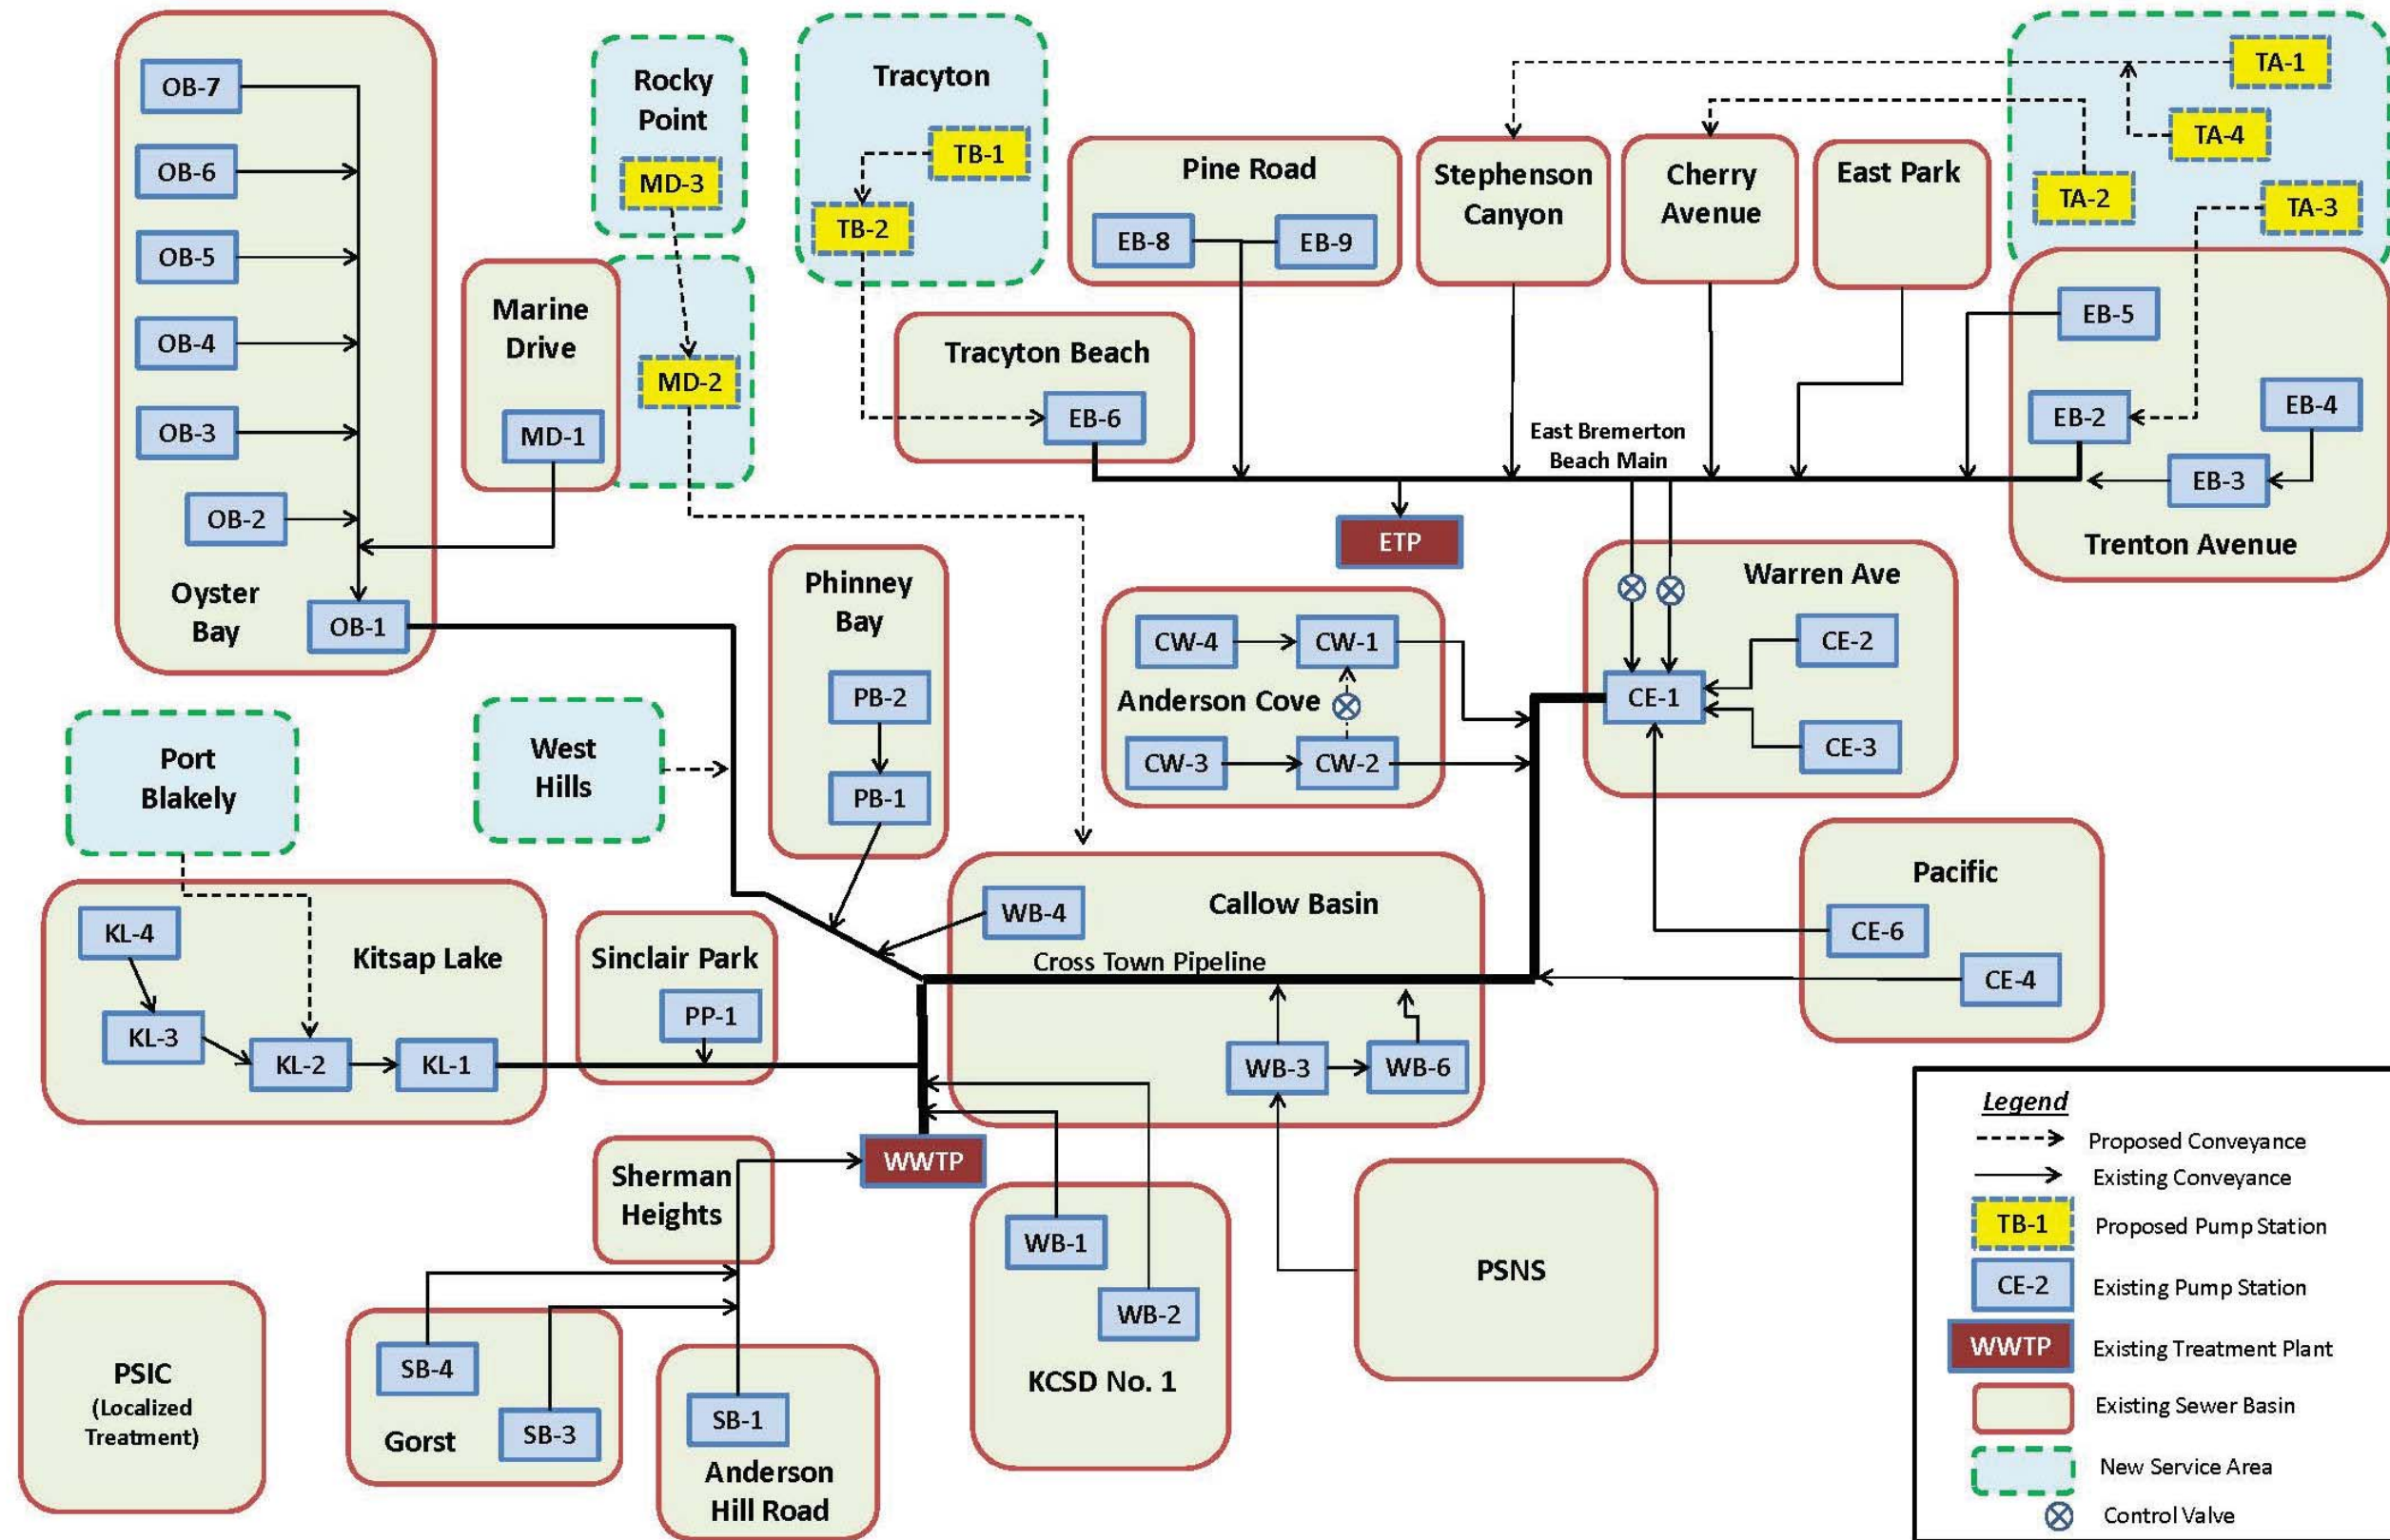 OB-7
OB-6
OB-5
OB-4
OB-3
OB-2
Oyster
Bay
OB-1
Marine
Drive
MD-1
Rocky
Point
MD-3
MD-2
Tracyton
TB-1
TB-2
Tracyton Beach
EB-6
Pine Road
EB-8
EB-9
Stephenson
Canyon
Cherry
Avenue
East Park
TA-1
TA-4
TA-2
TA-3
EB-5
EB-2
EB-4
EB-3
Trenton Avenue
East Bremerton
Beach Main
ETP
Phinney
Bay
PB-2
PB-1
CW-4
CW-1
Anderson Cove
CW-3
CW-2
Warren Ave
CE-2
CE-1
CE-3
Port
Blakely
West
Hills
KL-4
Kitsap Lake
KL-3
KL-2
KL-1
Sinclair Park
PP-1
WB-4
Callow Basin
Cross Town Pipeline
WB-3
WB-6
Pacific
CE-6
CE-4
Sherman
Heights
WWTP
WB-1
WB-2
KCSD No. 1
PSNS
PSIC
(Localized
Treatment)
SB-4
SB-3
Gorst
SB-1
Anderson
Hill Road
Legend
Proposed Conveyance
Existing Conveyance
TB-1 Proposed Pump Station
CE-2 Existing Pump Station
WWTP Existing Treatment Plant
Existing Sewer Basin
New Service Area
Control Valve